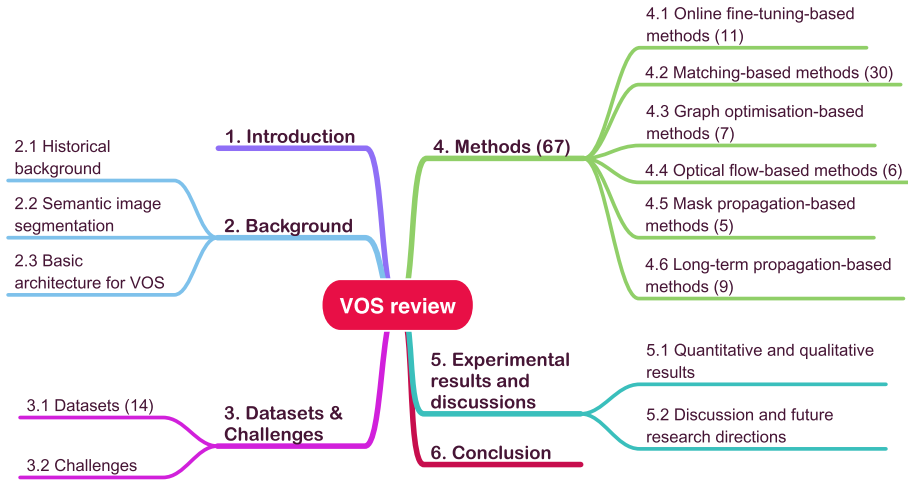 VOS review
1. Introduction
2. Background
2.1 Historical
background
2.2 Semantic image
segmentation
2.3 Basic
architecture for VOS
3. Datasets &
Challenges
3.1 Datasets (14)
3.2 Challenges
4. Methods (67)
4.1 Online fine-tuning-based
methods (11)
4.2 Matching-based methods (30)
4.3 Graph optimisation-based
methods (7)
4.4 Optical flow-based methods (6)
4.5 Mask propagation-based
methods (5)
4.6 Long-term propagation-based
methods (9)
5. Experimental
results and
discussions
5.1 Quantitative and qualitative
results
5.2 Discussion and future
research directions
6. Conclusion